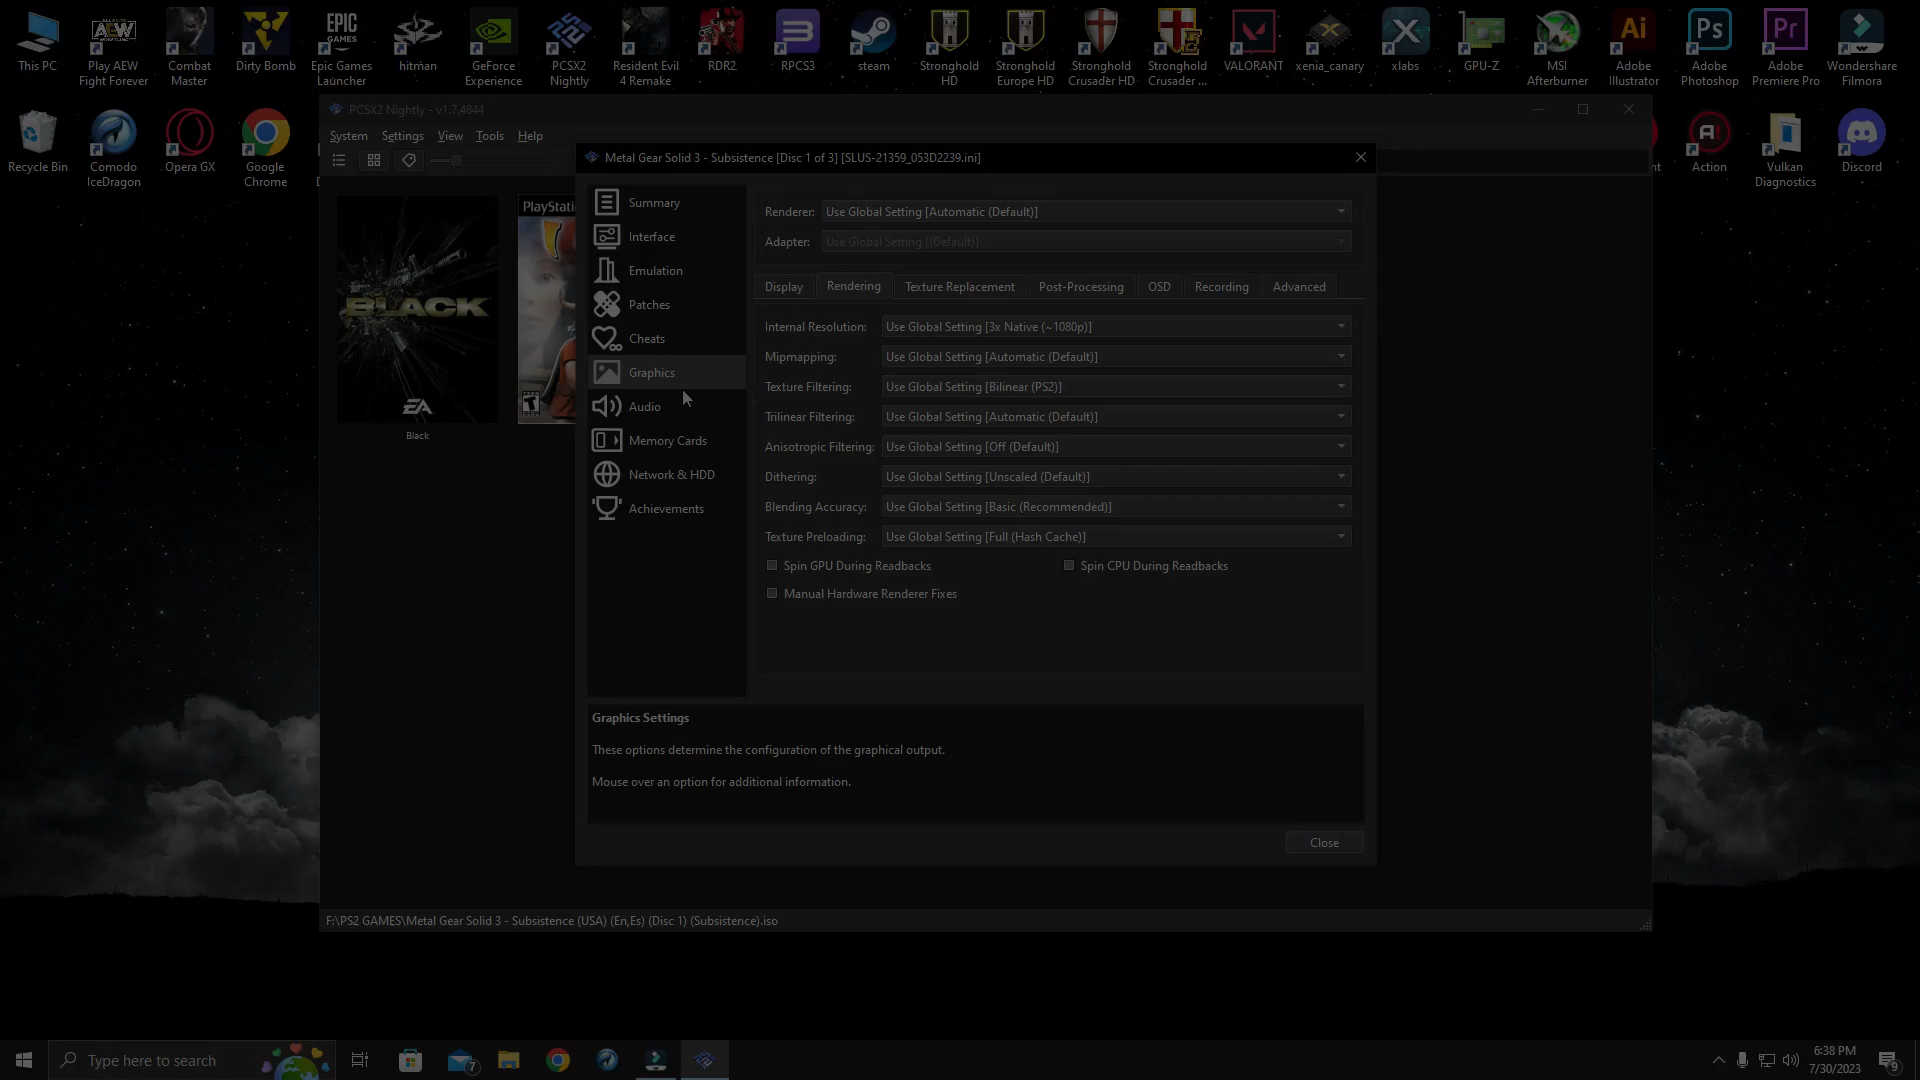 This PC
Play AEW
Fight Forever
Combat
Master
Dirty Bomb
EPIC
GAMES
Epic Games
Launcher
hitman
GeForce
Experience
PCSX2
Nightly
Resident Evil
4 Remake
RDR2
RPCS3
steam
Stronghold
HD
Stronghold
Europe HD
Stronghold
Crusader HD
Stronghold
Crusader ...
VALORANT
xenia_canary
xlabs
GPU-Z
MSI
Afterburner
Ai
Adobe
Illustrator
Ps
Adobe
Photoshop
Pr
Adobe
Premiere Pro
Wondershare
Filmora
Recycle Bin
Comodo
IceDragon
Opera GX
Google
Chrome
Action
Vulkan
Diagnostics
Discord
PCSX2 Nightly - v1.7.4844
System Settings View Tools Help
Metal Gear Solid 3 - Subsistence [Disc 1 of 3] [SLUS-21359_053D2239.ini]
BLACK
EA
Black
PlayStati
Summary
Interface
Emulation
Patches
Cheats
Graphics
Audio
Memory Cards
Network & HDD
Achievements
Renderer: Use Global Setting [Automatic (Default)]
Adapter: Use Global Setting [(Default)]
Display Rendering Texture Replacement Post-Processing OSD Recording Advanced
Internal Resolution: Use Global Setting [3x Native (~1080p)]
Mipmapping: Use Global Setting [Automatic (Default)]
Texture Filtering: Use Global Setting [Bilinear (PS2)]
Trilinear Filtering: Use Global Setting [Automatic (Default)]
Anisotropic Filtering: Use Global Setting [Off (Default)]
Dithering: Use Global Setting [Unscaled (Default)]
Blending Accuracy: Use Global Setting [Basic (Recommended)]
Texture Preloading: Use Global Setting [Full (Hash Cache)]
Spin GPU During Readbacks Spin CPU During Readbacks
Manual Hardware Renderer Fixes
Graphics Settings
These options determine the configuration of the graphical output.
Mouse over an option for additional information.
Close
F:\PS2 GAMES\Metal Gear Solid 3 - Subsistence (USA) (En,Es) (Disc 1) (Subsistence).iso
Type here to search
7
6:38 PM
7/30/2023
9